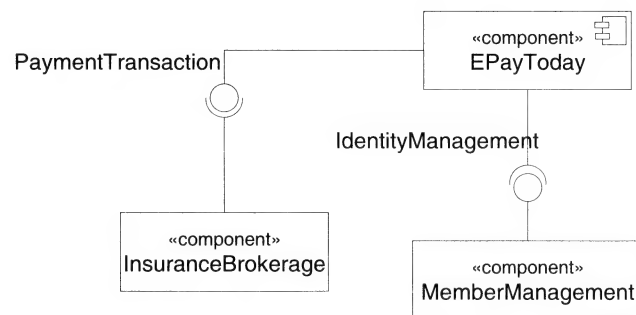 «component»
EPayToday
PaymentTransaction
IdentityManagement
«component»
InsuranceBrokerage
«component»
MemberManagement